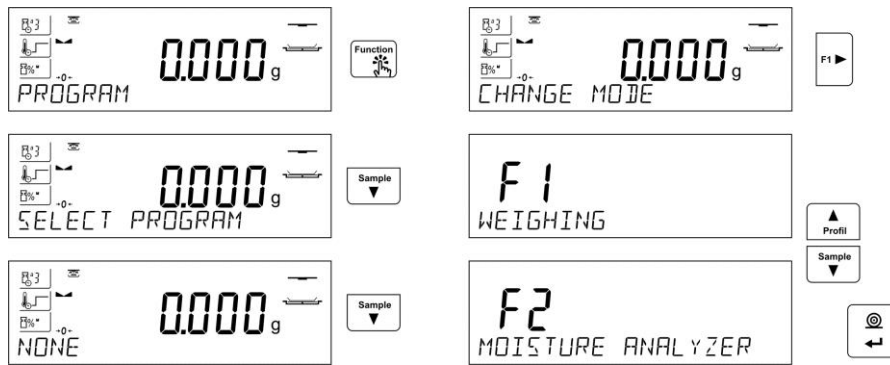 0.000 g
PROGRAM
Function
0.000 g
SELECT PROGRAM
Sample
0.000 g
NONE
Sample
0.000 g
CHANGE MODE
F1
F1
WEIGHING
Profil
Sample
F2
MOISTURE ANALYZER